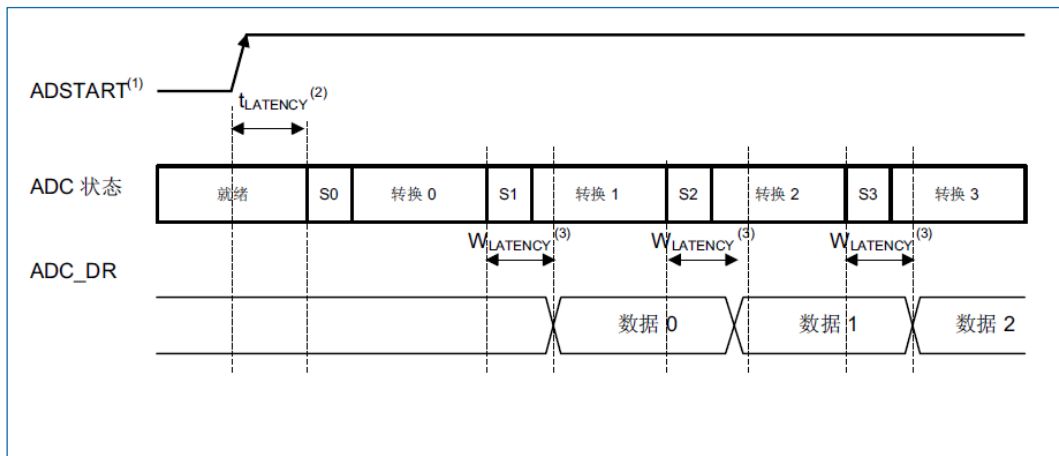 ADSTART(1)
tLATENCY(2)
ADC 状态
就绪 S0 转换 0 S1 转换 1 S2 转换 2 S3 转换 3
WLATENCY(3) WLATENCY(3) WLATENCY(3)
ADC_DR
数据 0 数据 1 数据 2